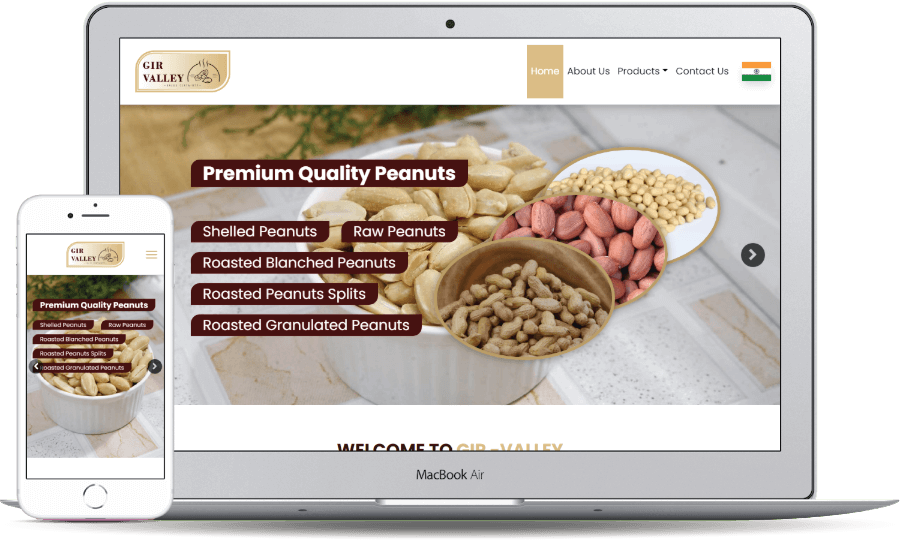 GIR
VALLEY
Home
About Us
Products
Contact Us
Premium Quality Peanuts
Shelled Peanuts
Raw Peanuts
Roasted Blanched Peanuts
Roasted Peanuts Splits
Roasted Granulated Peanuts
WELCOME TO GIR -VALLEY
MacBook Air
GIR
VALLEY
Premium Quality Peanuts
Shelled Peanuts
Raw Peanuts
Roasted Blanched Peanuts
Roasted Peanuts Splits
Roasted Granulated Peanuts